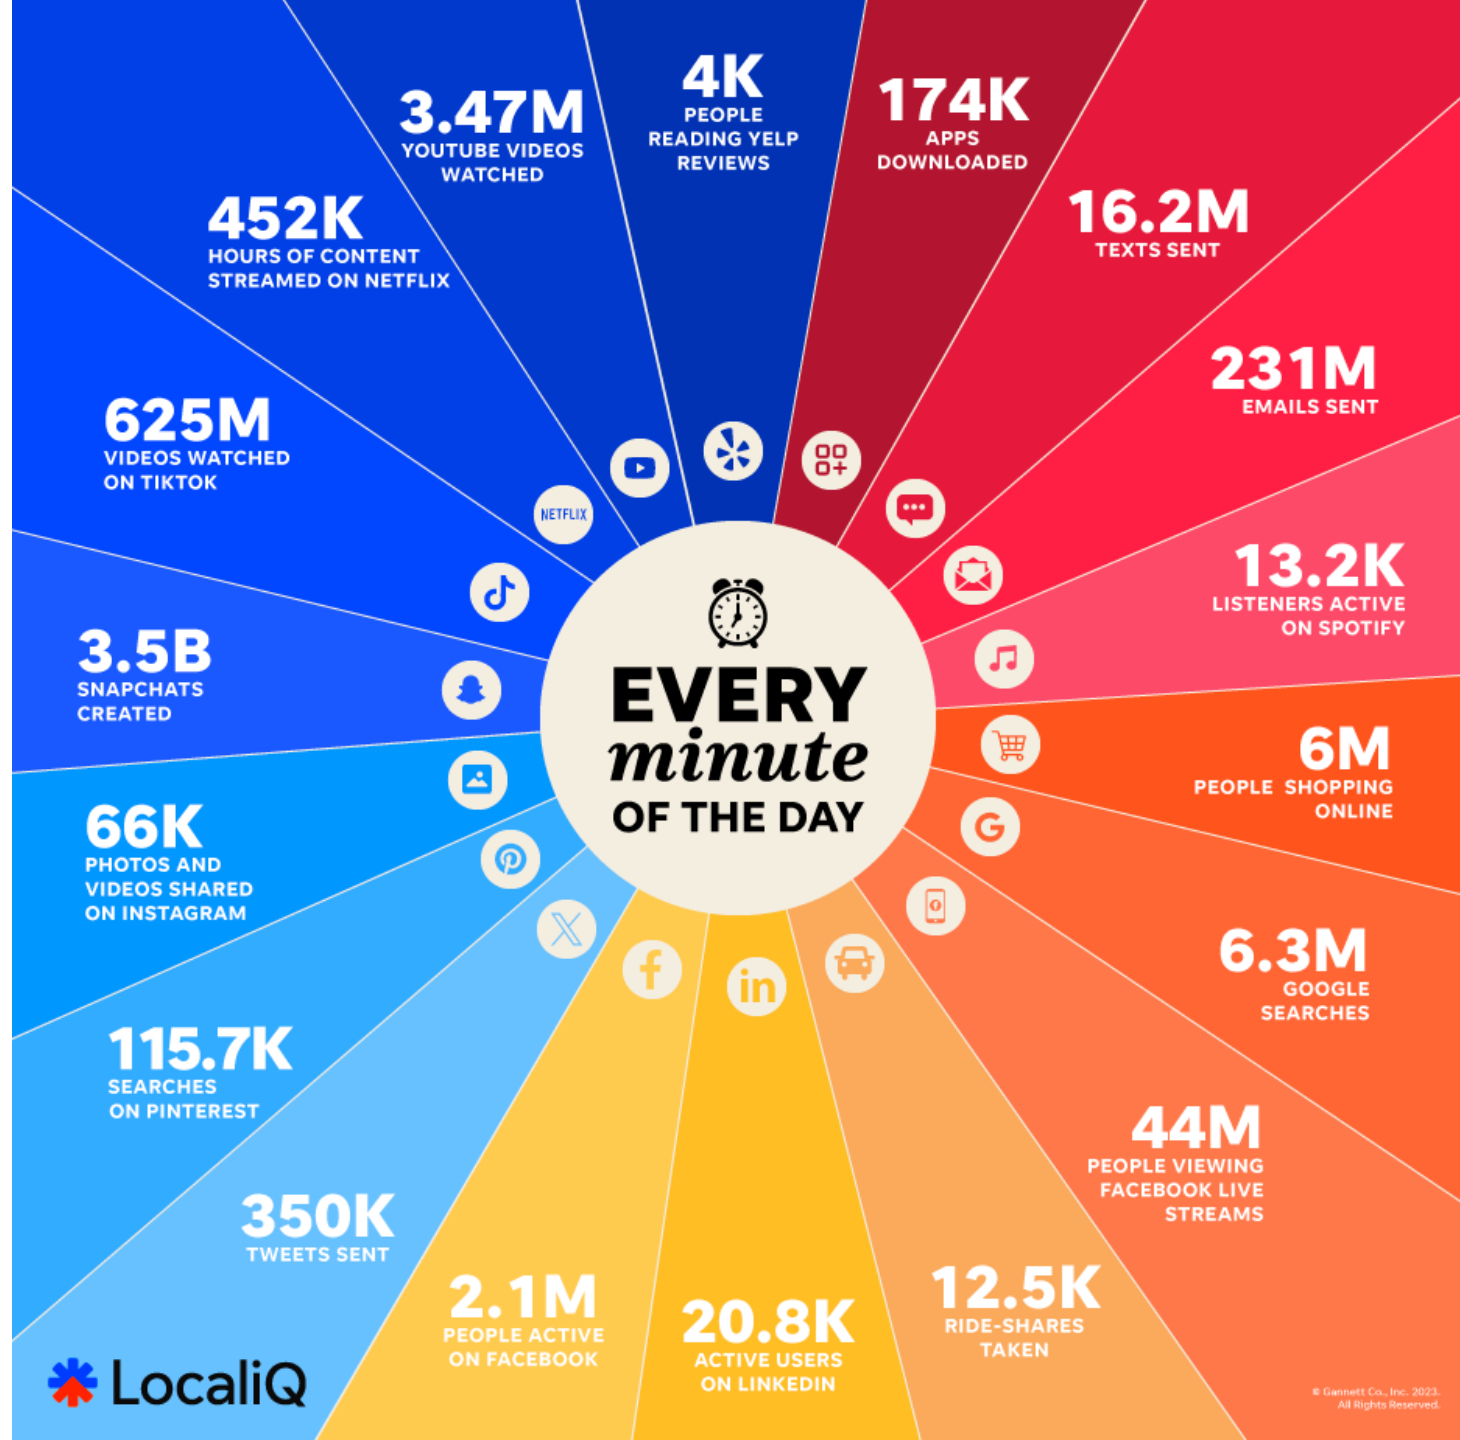 4K
PEOPLE
READING YELP
REVIEWS
174K
APPS
DOWNLOADED
16.2M
TEXTS SENT
231M
EMAILS SENT
13.2K
LISTENERS ACTIVE
ON SPOTIFY
6M
PEOPLE SHOPPING
ONLINE
6.3M
GOOGLE
SEARCHES
44M
PEOPLE VIEWING
FACEBOOK LIVE
STREAMS
12.5K
RIDE-SHARES
TAKEN
20.8K
ACTIVE USERS
ON LINKEDIN
2.1M
PEOPLE ACTIVE
ON FACEBOOK
350K
TWEETS SENT
115.7K
SEARCHES
ON PINTEREST
66K
PHOTOS AND
VIDEOS SHARED
ON INSTAGRAM
3.5B
SNAPCHATS
CREATED
625M
VIDEOS WATCHED
ON TIKTOK
452K
HOURS OF CONTENT
STREAMED ON NETFLIX
3.47M
YOUTUBE VIDEOS
WATCHED
NETFLIX
G
in
f
X
EVERY
minute
OF THE DAY
LocaliQ
© Gannett Co., Inc. 2023.
All Rights Reserved.